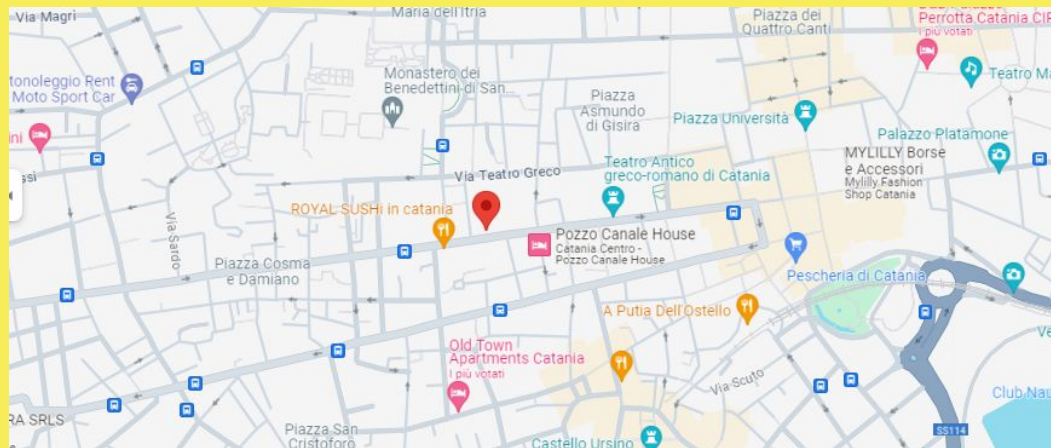 Via Magri
Maria dell'Itria
Piazza dei
Quattro Canti
Perrotta Catania CIR
I più votati
tonoleggio Rent
Moto Sport Car
Monastero dei
Benedettini di San...
Piazza
Asmundo
di Gisira
Piazza Università
Teatro Ma
Palazzo Platamone
ini
ssi
Via Teatro Greco
Teatro Antico
greco-romano di Catania
MYLILLY Borse
e Accessori
Mylilly Fashion
Shop Catania
ROYAL SUSHi in catania
Via Sardo
Pozzo Canale House
Catania Centro -
Pozzo Canale House
Piazza Cosma
e Damiano
Pescheria di Catania
A Putia Dell'Ostello
Old Town
Apartments Catania
I più votati
Via Scuto
Ve
Club Nau
RA SRLS
Piazza San
Cristoforo
Castello Ursino
SS114